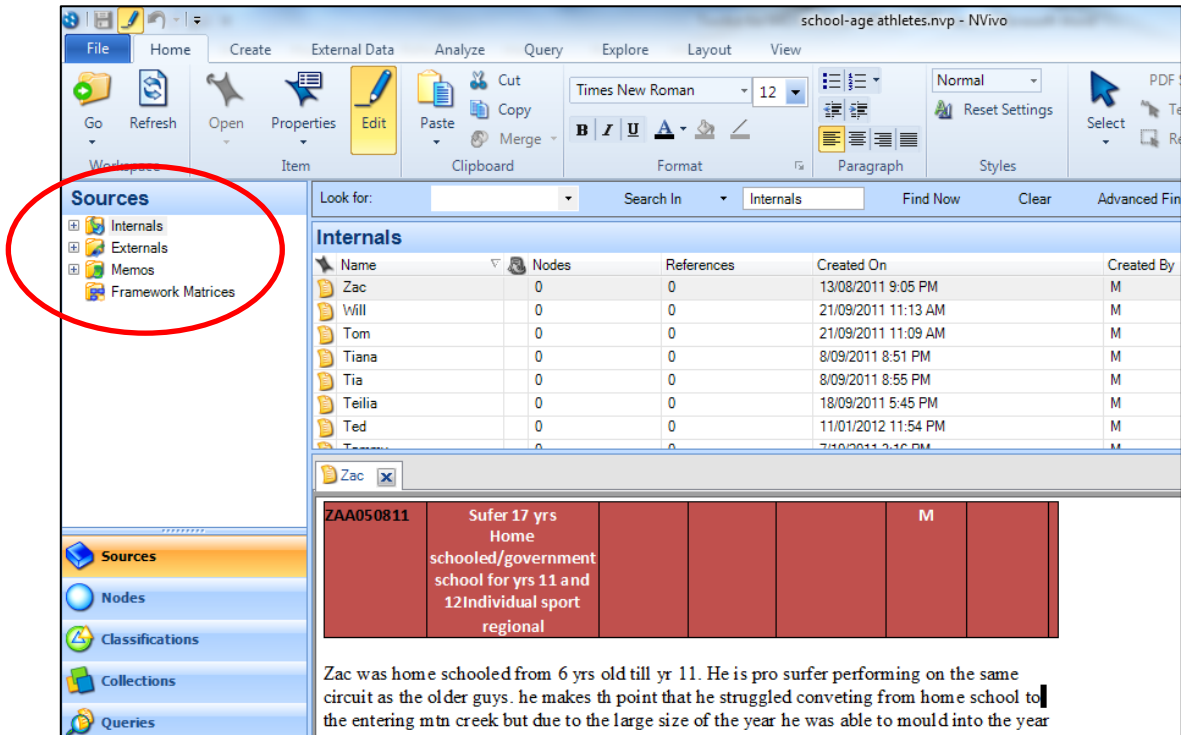 school-age athletes.nvp - NVivo
File Home Create External Data Analyze Query Explore Layout View
Go Refresh Open Properties Edit Paste Cut Copy Merge Times New Roman 12 B I U Normal Reset Settings Select PDF
Workspace Item Clipboard Format Paragraph Styles
Sources
Internals
Externals
Memos
Framework Matrices
Look for: Search In Internals Find Now Clear Advanced Fin
Internals
Name Nodes References Created On Created By
Zac 0 0 13/08/2011 9:05 PM M
Will 0 0 21/09/2011 11:13 AM M
Tom 0 0 21/09/2011 11:09 AM M
Tiana 0 0 8/09/2011 8:51 PM M
Tia 0 0 8/09/2011 8:55 PM M
Teilia 0 0 18/09/2011 5:45 PM M
Ted 0 0 11/01/2012 11:54 PM M
Zac
ZAA050811 Sufer 17 yrs M
Home
schooled/government
school for yrs 11 and
12Individual sport
regional
Zac was home schooled from 6 yrs old till yr 11. He is pro surfer performing on the same
circuit as the older guys. he makes th point that he struggled conveting from home school to
the entering mtn creek but due to the large size of the year he was able to mould into the year
Sources
Nodes
Classifications
Collections
Queries